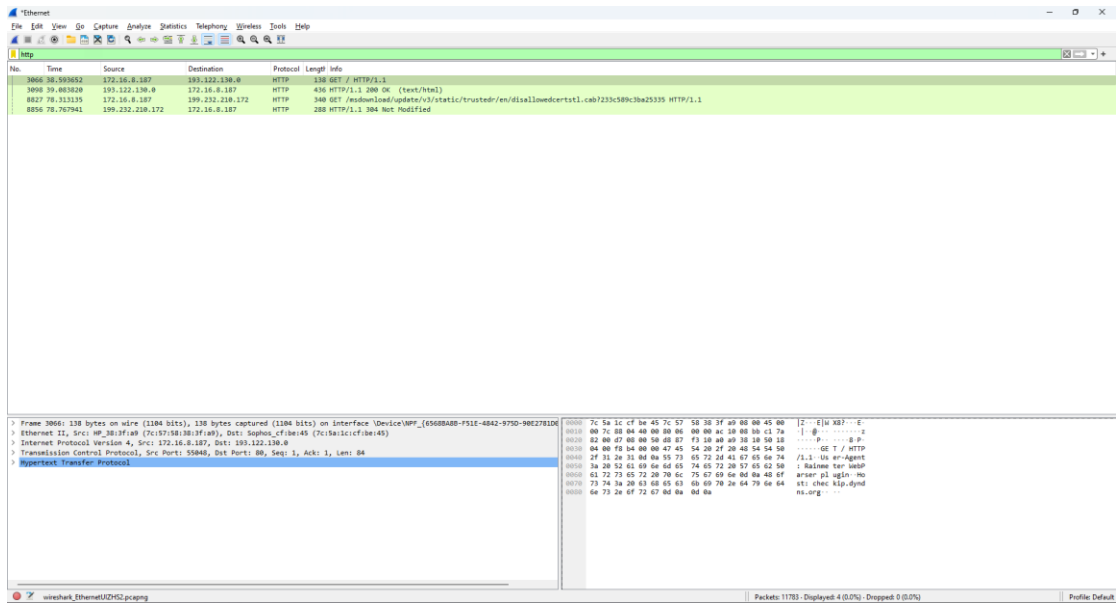 *Ethernet
File Edit View Go Capture Analyze Statistics Telephony Wireless Tools Help
http
No. Time Source Destination Protocol Length Info
3066 38.593652 172.16.8.187 193.122.130.0 HTTP 138 GET / HTTP/1.1
3098 39.083820 193.122.130.0 172.16.8.187 HTTP 436 HTTP/1.1 200 OK (text/html)
8827 78.313135 172.16.8.187 199.232.210.172 HTTP 340 GET /msdownload/update/v3/static/trustedr/en/disallowedcertstl.cab?233c589c3ba25335 HTTP/1.1
8856 78.767941 199.232.210.172 172.16.8.187 HTTP 288 HTTP/1.1 304 Not Modified
> Frame 3066: 138 bytes on wire (1104 bits), 138 bytes captured (1104 bits) on interface \Device\NPF_{6568BA8B-F51E-4842-975D-90E2781D
> Ethernet II, Src: HP_38:3f:a9 (7c:57:58:38:3f:a9), Dst: Sophos_cf:be:45 (7c:5a:1c:cf:be:45)
> Internet Protocol Version 4, Src: 172.16.8.187, Dst: 193.122.130.0
> Transmission Control Protocol, Src Port: 55048, Dst Port: 80, Seq: 1, Ack: 1, Len: 84
> Hypertext Transfer Protocol
0000 7c 5a 1c cf be 45 7c 57 58 38 3f a9 08 00 45 00 |Z···E|W X8?···E·
0010 00 7c 88 04 40 00 80 06 00 00 ac 10 08 bb c1 7a ·|··@··· ·······z
0020 82 00 d7 08 00 50 d8 87 f3 10 a0 a9 38 10 50 18 ·····P·· ····8·P·
0030 04 00 f8 b4 00 00 47 45 54 20 2f 20 48 54 54 50 ······GE T / HTTP
0040 2f 31 2e 31 0d 0a 55 73 65 72 2d 41 67 65 6e 74 /1.1··Us er-Agent
0050 3a 20 52 61 69 6e 6d 65 74 65 72 20 57 65 62 50 : Rainme ter WebP
0060 61 72 73 65 72 20 70 6c 75 67 69 6e 0d 0a 48 6f arser pl ugin··Ho
0070 73 74 3a 20 63 68 65 63 6b 69 70 2e 64 79 6e 64 st: chec kip.dynd
0080 6e 73 2e 6f 72 67 0d 0a 0d 0a ns.org·· ··
wireshark_EthernetUIZHS2.pcapng
Packets: 11783 · Displayed: 4 (0.0%) · Dropped: 0 (0.0%)
Profile: Default